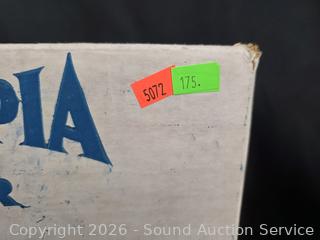 5072 175.
PIA
R
Copyright 2026 - Sound Auction Service